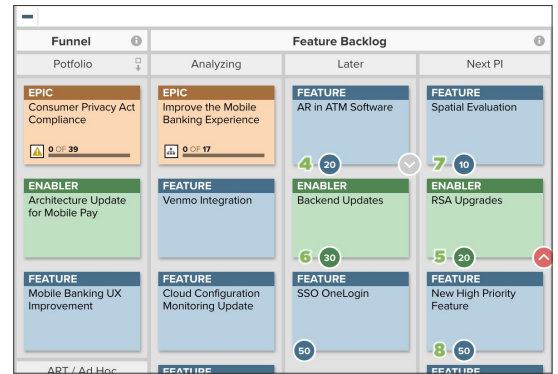 Funnel
Feature Backlog
Potfolio
Analyzing
Later
Next PI
EPIC
Consumer Privacy Act
Compliance
0 OF 39
EPIC
Improve the Mobile
Banking Experience
0 OF 17
FEATURE
AR in ATM Software
4 20
FEATURE
Spatial Evaluation
7 10
ENABLER
Architecture Update
for Mobile Pay
FEATURE
Venmo Integration
ENABLER
Backend Updates
6 30
ENABLER
RSA Upgrades
5 20
FEATURE
Mobile Banking UX
Improvement
FEATURE
Cloud Configuration
Monitoring Update
FEATURE
SSO OneLogin
50
FEATURE
New High Priority
Feature
8 50
ART / Ad Hoc
FEATURE
FEATURE